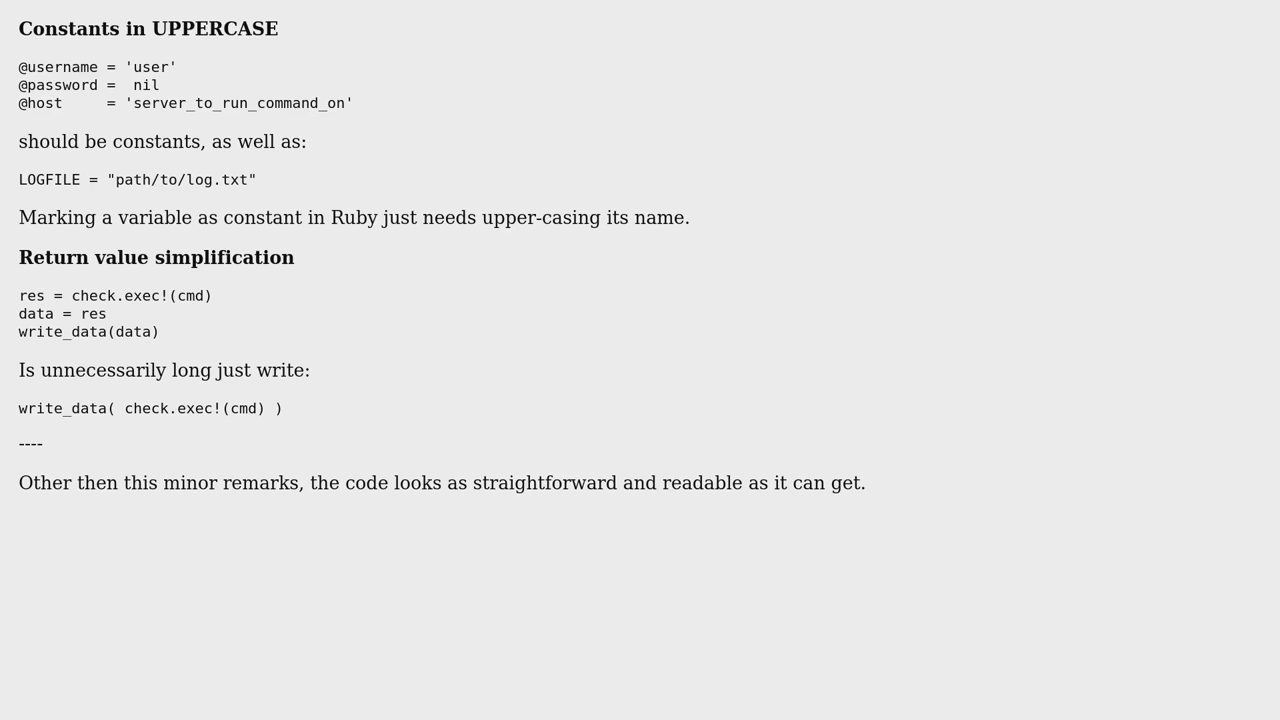 Constants in UPPERCASE
@username = 'user'
@password =  nil
@host     = 'server_to_run_command_on'
should be constants, as well as:
LOGFILE = "path/to/log.txt"
Marking a variable as constant in Ruby just needs upper-casing its name.
Return value simplification
res = check.exec!(cmd)
data = res
write_data(data)
Is unnecessarily long just write:
write_data( check.exec!(cmd) )
----
Other then this minor remarks, the code looks as straightforward and readable as it can get.